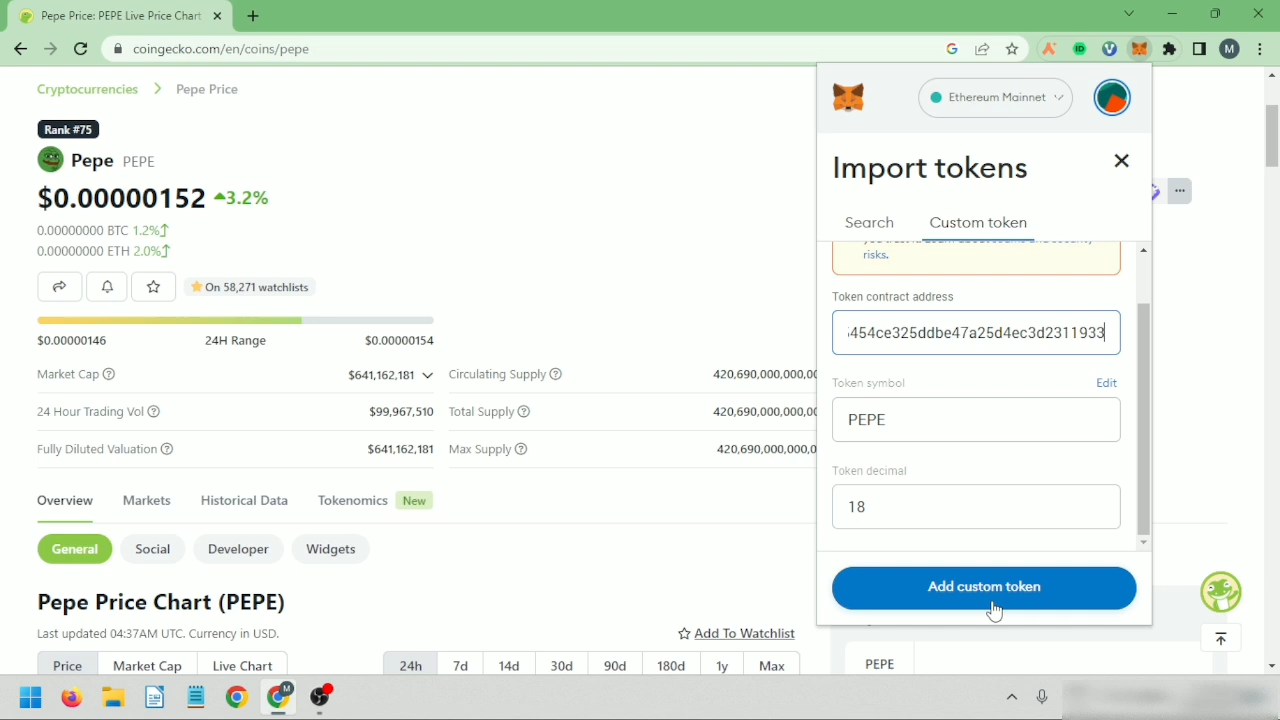 Pepe Price: PEPE Live Price Chart
coingecko.com/en/coins/pepe
M
Cryptocurrencies > Pepe Price
Rank #75
Pepe PEPE
$0.00000152 3.2%
0.00000000 BTC 1.2%
0.00000000 ETH 2.0%
On 58,271 watchlists
$0.00000146 24H Range $0.00000154
Market Cap $641,162,181
Circulating Supply 420,690,000,000,0
24 Hour Trading Vol $99,967,510
Total Supply 420,690,000,000,0
Fully Diluted Valuation $641,162,181
Max Supply 420,690,000,000,0
Overview Markets Historical Data Tokenomics New
General Social Developer Widgets
Pepe Price Chart (PEPE)
Last updated 04:37AM UTC. Currency in USD.
Add To Watchlist
Price Market Cap Live Chart
24h 7d 14d 30d 90d 180d 1y Max
PEPE
Ethereum Mainnet
Import tokens
Search Custom token
risks.
Token contract address
454ce325ddbe47a25d4ec3d2311933
Token symbol Edit
PEPE
Token decimal
18
Add custom token